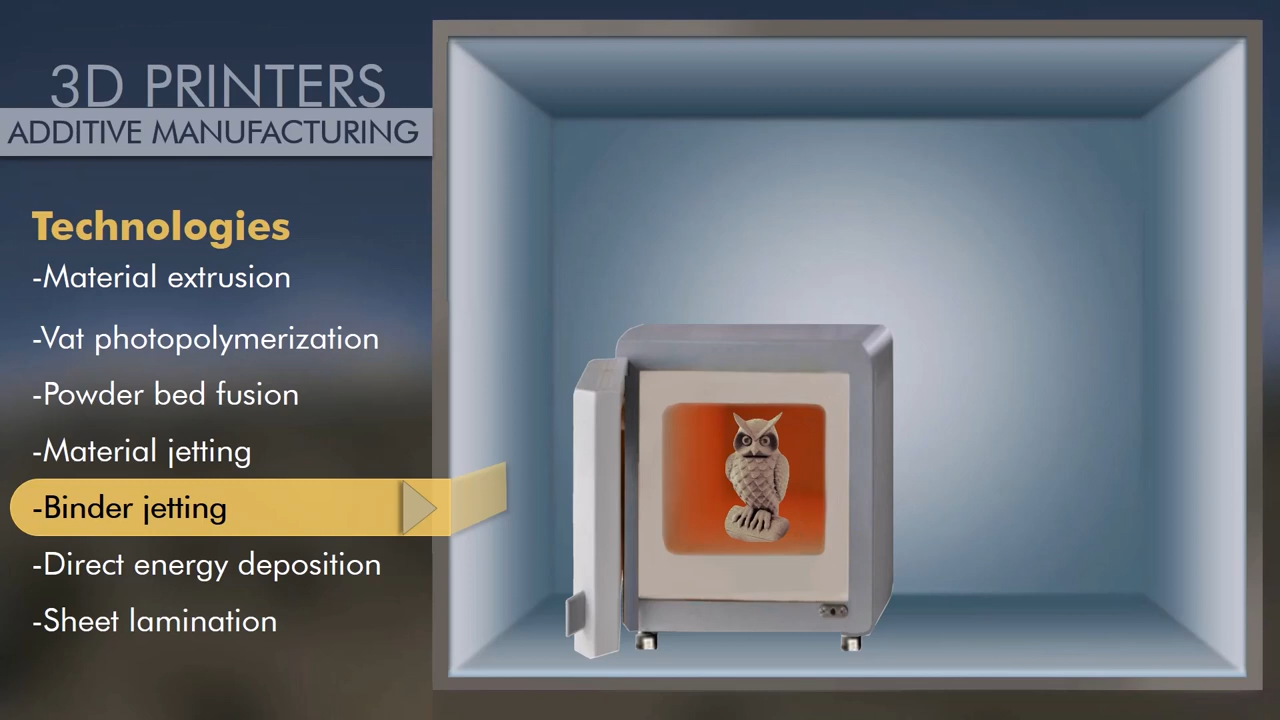 3D PRINTERS
ADDITIVE MANUFACTURING
Technologies
-Material extrusion
-Vat photopolymerization
-Powder bed fusion
-Material jetting
-Binder jetting
-Direct energy deposition
-Sheet lamination